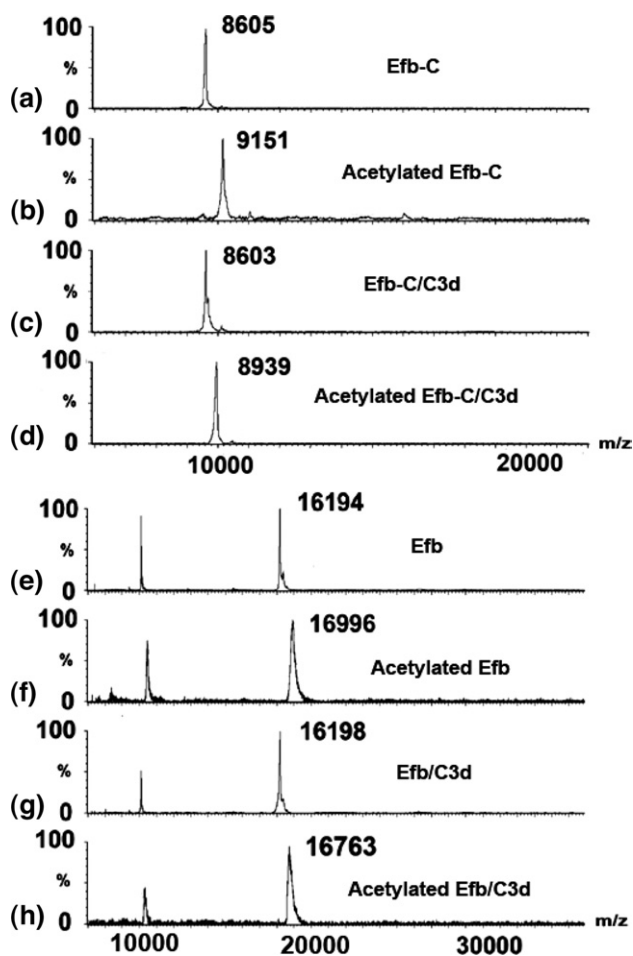 100
8605
%
Efb-C
(a)
0
100
9151
%
Acetylated Efb-C
(b)
0
100
8603
%
Efb-C/C3d
(c)
0
100
8939
%
Acetylated Efb-C/C3d
(d)
0
m/z
10000 20000
100
16194
%
Efb
(e)
0
100
16996
%
Acetylated Efb
(f)
0
100
16198
%
Efb/C3d
(g)
0
100
16763
%
Acetylated Efb/C3d
(h)
0
m/z
10000 20000 30000